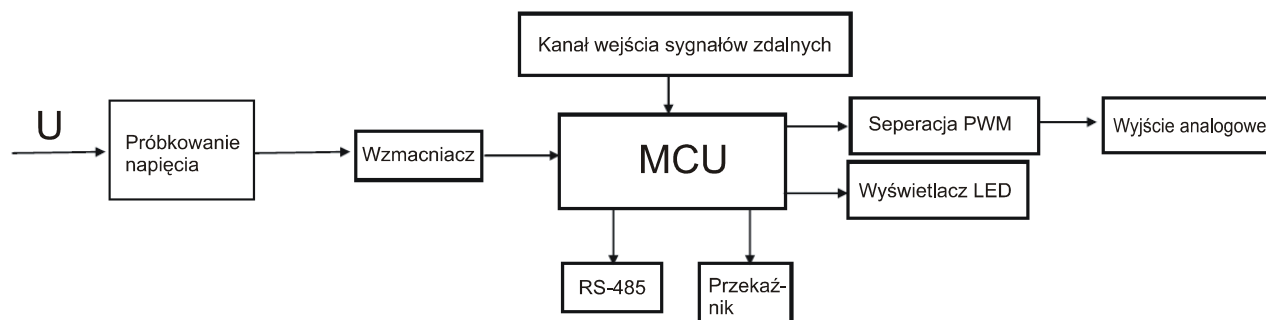 Kanał wejścia sygnałów zdalnych
U
Próbkowanie
napięcia
Wzmacniacz
MCU
Seperacja PWM
Wyjście analogowe
Wyświetlacz LED
RS-485
Przekaź-
nik